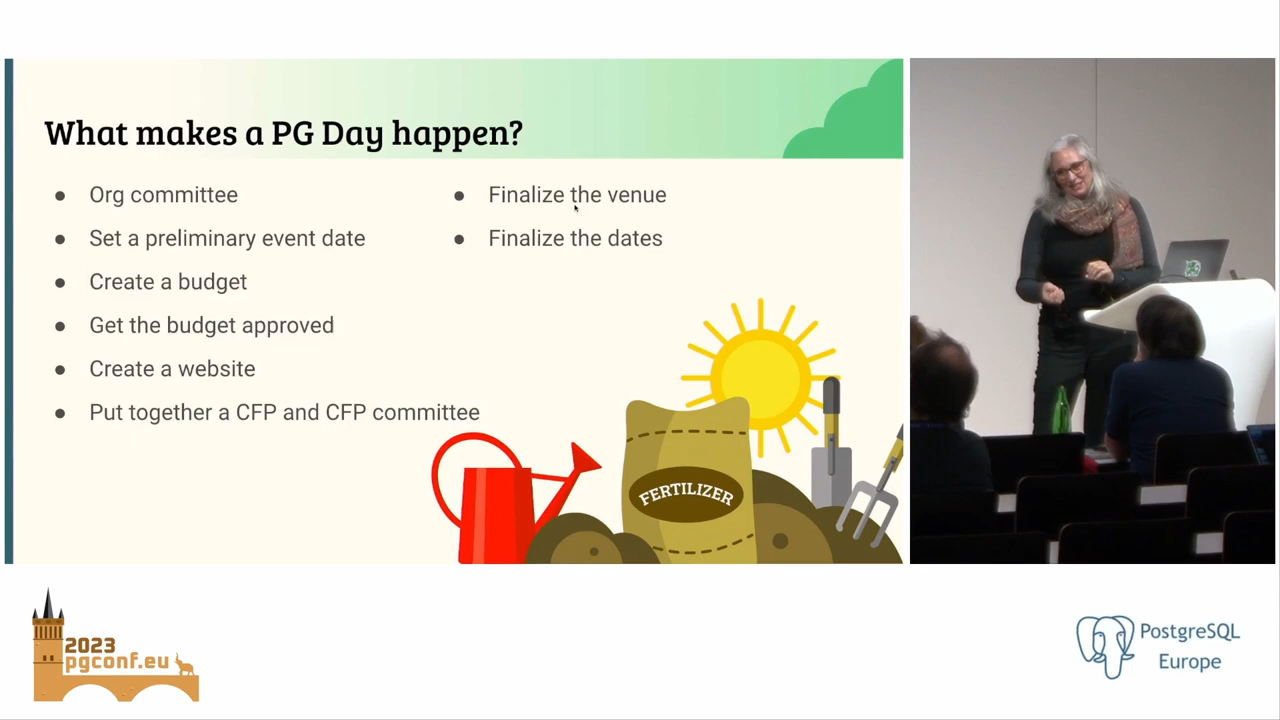 What makes a PG Day happen?
● Org committee
● Set a preliminary event date
● Create a budget
● Get the budget approved
● Create a website
● Put together a CFP and CFP committee
● Finalize the venue
● Finalize the dates
FERTILIZER
2023
pgconf.eu
PostgreSQL
Europe